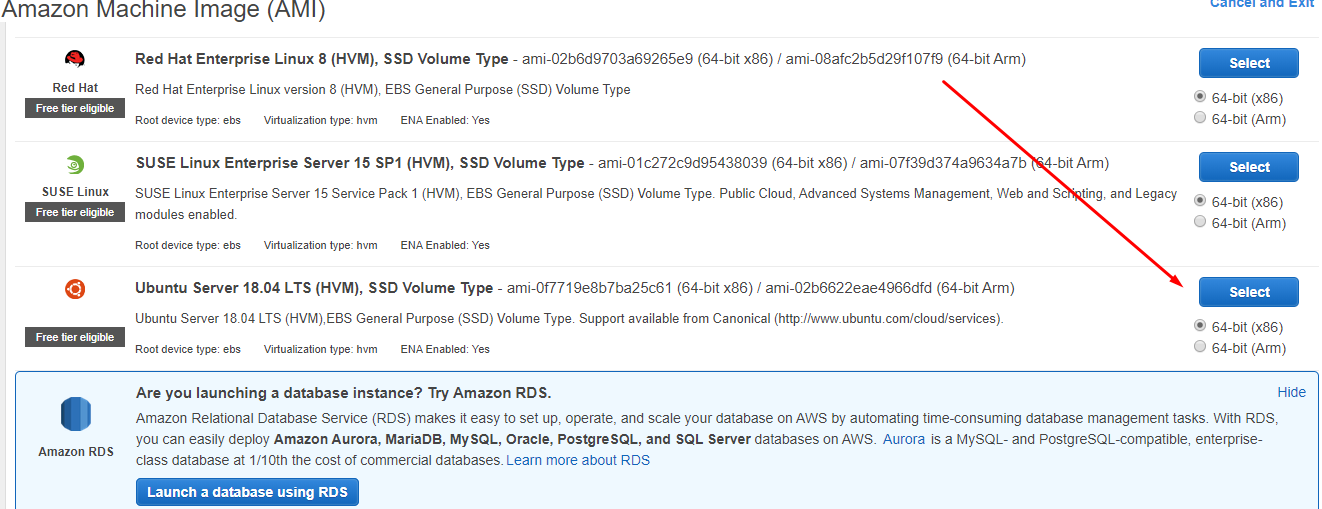 Amazon Machine Image (AMI)
Cancel and Exit
Red Hat Enterprise Linux 8 (HVM), SSD Volume Type - ami-02b6d9703a69265e9 (64-bit x86) / ami-08afc2b5d29f107f9 (64-bit Arm)
Select
Red Hat
Red Hat Enterprise Linux version 8 (HVM), EBS General Purpose (SSD) Volume Type
64-bit (x86)
Free tier eligible
Root device type: ebs Virtualization type: hvm ENA Enabled: Yes
64-bit (Arm)
SUSE Linux Enterprise Server 15 SP1 (HVM), SSD Volume Type - ami-01c272c9d95438039 (64-bit x86) / ami-07f39d374a9634a7b (64-bit Arm)
Select
SUSE Linux
SUSE Linux Enterprise Server 15 Service Pack 1 (HVM), EBS General Purpose (SSD) Volume Type. Public Cloud, Advanced Systems Management, Web and Scripting, and Legacy
64-bit (x86)
Free tier eligible
modules enabled.
64-bit (Arm)
Root device type: ebs Virtualization type: hvm ENA Enabled: Yes
Ubuntu Server 18.04 LTS (HVM), SSD Volume Type - ami-0f7719e8b7ba25c61 (64-bit x86) / ami-02b6622eae4966dfd (64-bit Arm)
Select
Ubuntu Server 18.04 LTS (HVM),EBS General Purpose (SSD) Volume Type. Support available from Canonical (http://www.ubuntu.com/cloud/services).
64-bit (x86)
Free tier eligible
Root device type: ebs Virtualization type: hvm ENA Enabled: Yes
64-bit (Arm)
Are you launching a database instance? Try Amazon RDS.
Hide
Amazon RDS
Amazon Relational Database Service (RDS) makes it easy to set up, operate, and scale your database on AWS by automating time-consuming database management tasks. With RDS,
you can easily deploy Amazon Aurora, MariaDB, MySQL, Oracle, PostgreSQL, and SQL Server databases on AWS. Aurora is a MySQL- and PostgreSQL-compatible, enterprise-
class database at 1/10th the cost of commercial databases. Learn more about RDS
Launch a database using RDS